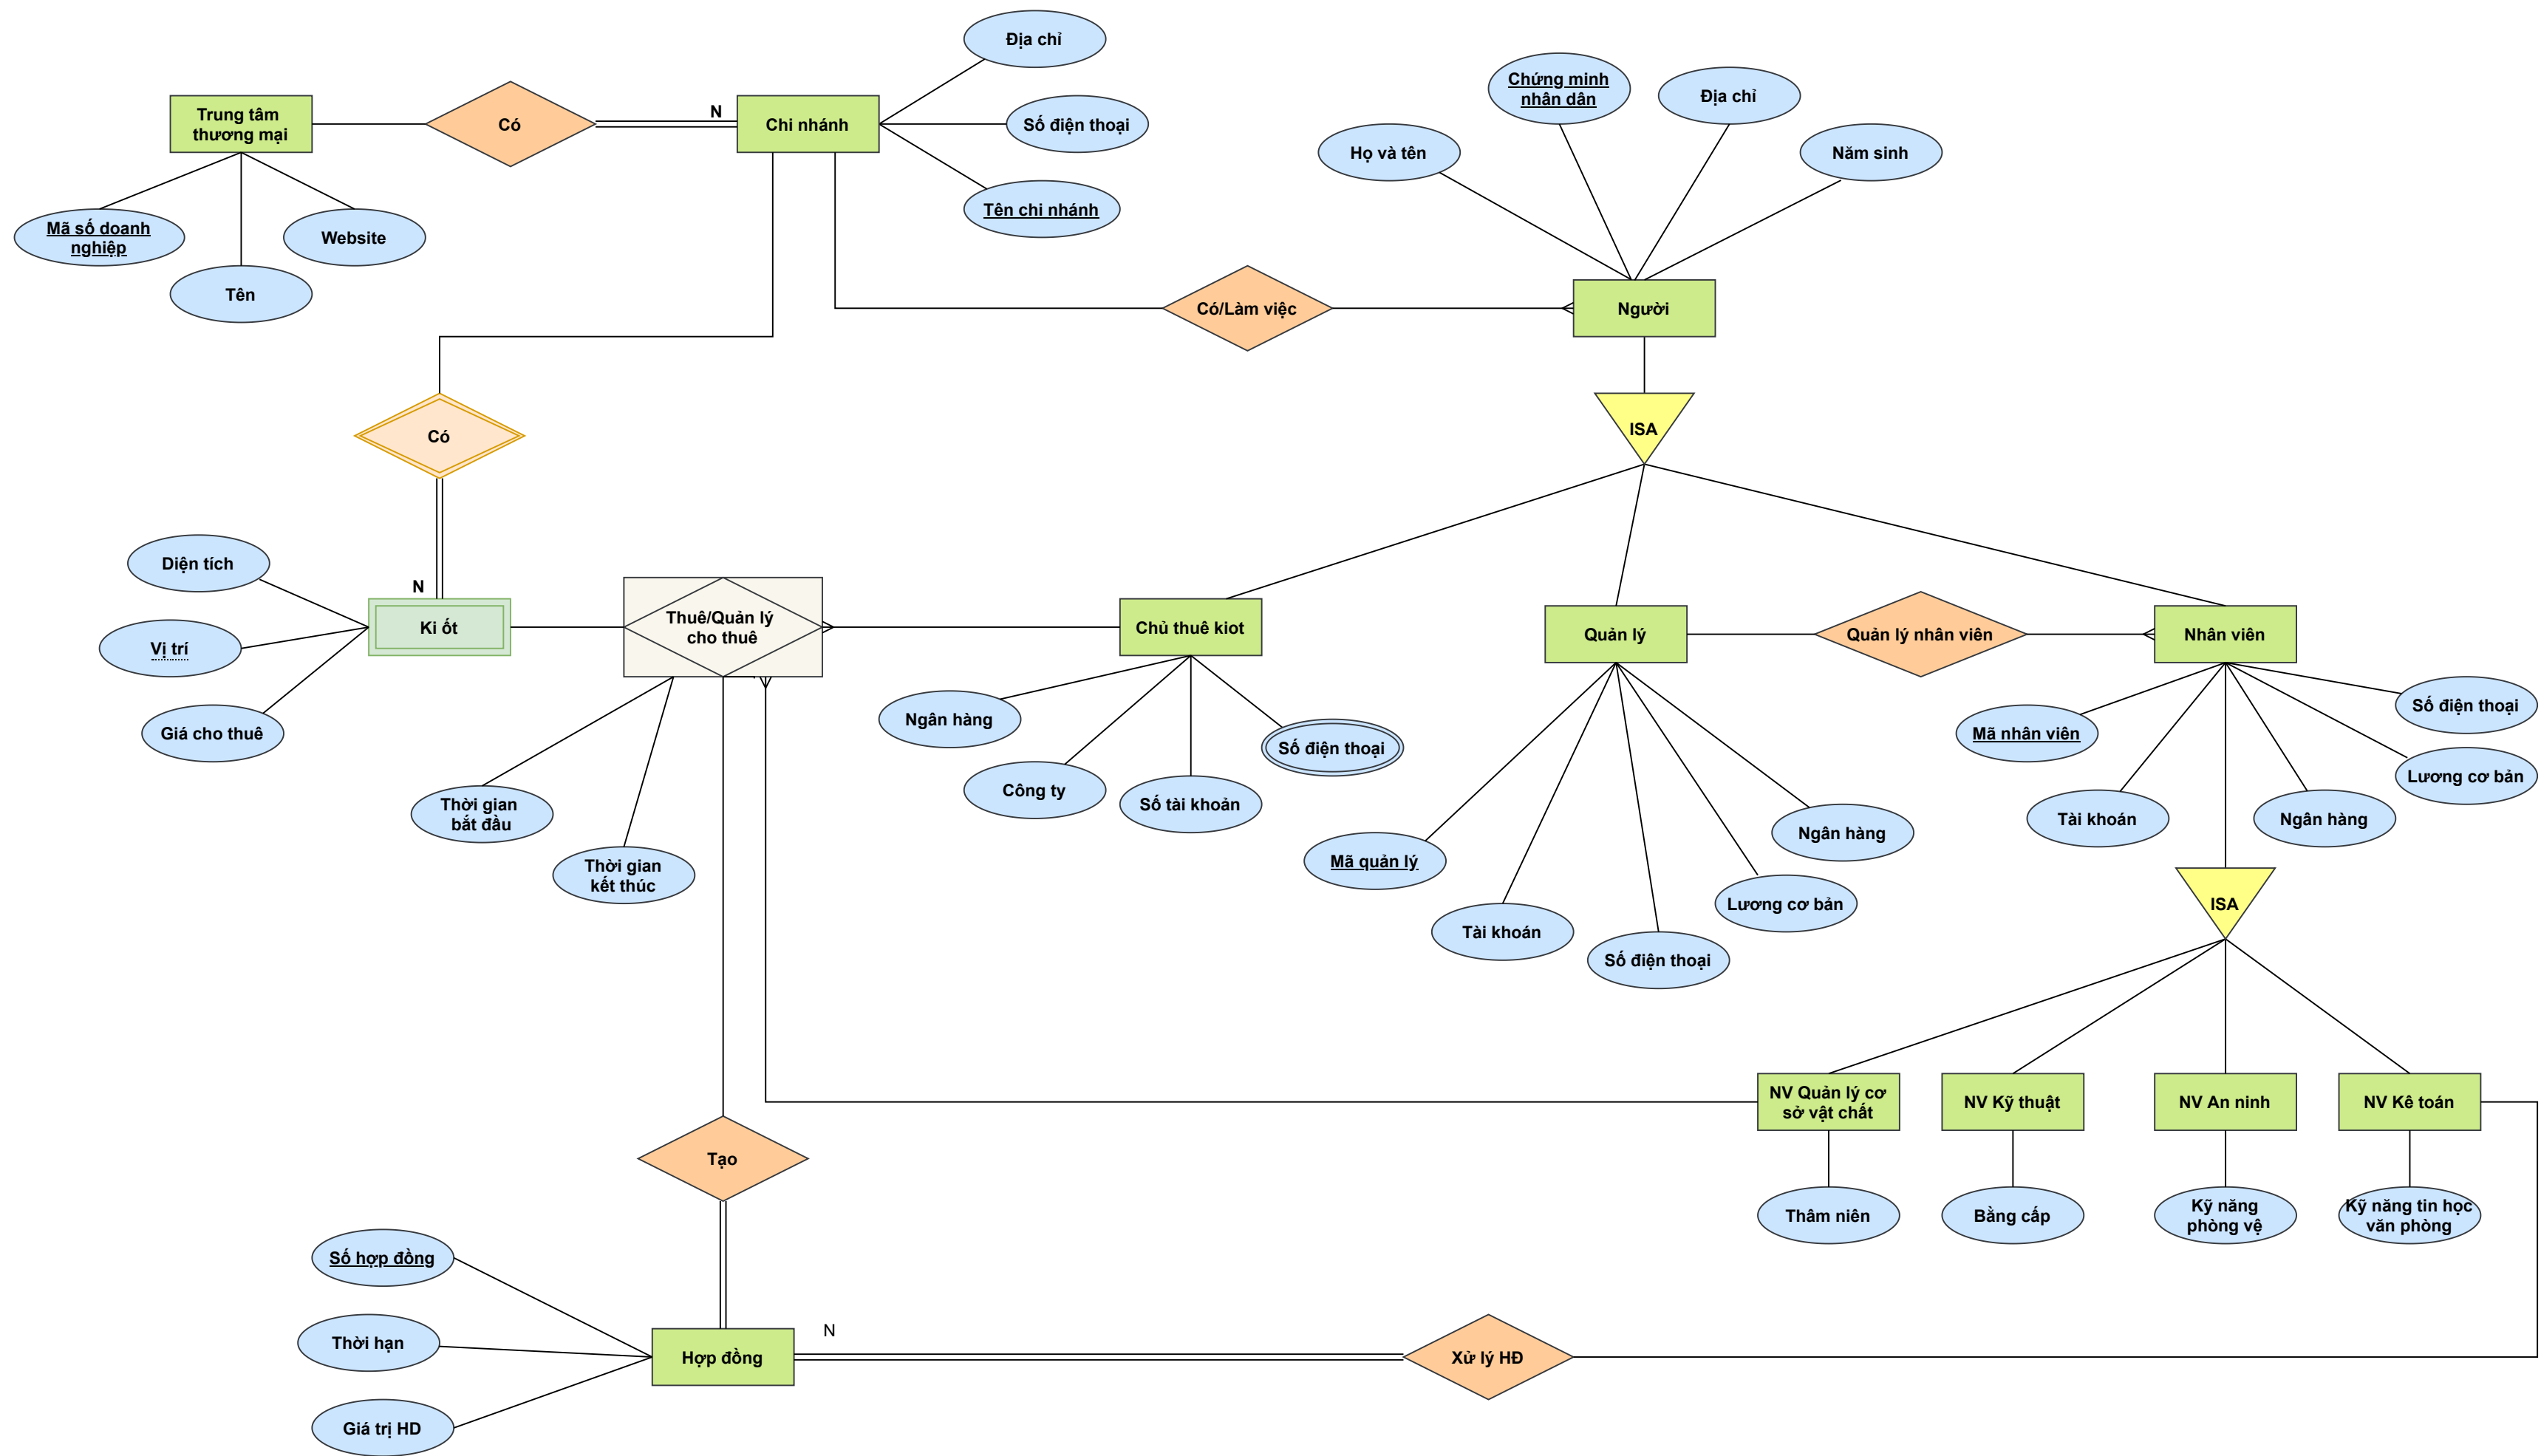 Địa chỉ
Chứng minh
nhân dân
Địa chỉ
Trung tâm
thương mại
Có
N
Chi nhánh
Số điện thoại
Họ và tên
Năm sinh
Mã số doanh
nghiệp
Website
Tên chi nhánh
Tên
Có/Làm việc
Người
ISA
Có
Diện tích
N
Ki ốt
Thuê/Quản lý
cho thuê
Chủ thuê kiot
Quản lý
Quản lý nhân viên
Nhân viên
Vị trí
Giá cho thuê
Ngân hàng
Số điện thoại
Công ty
Số tài khoản
Mã nhân viên
Số điện thoại
Lương cơ bản
Tài khoán
Ngân hàng
Thời gian
bắt đầu
Thời gian
kết thúc
Mã quản lý
Ngân hàng
Lương cơ bản
Tài khoán
Số điện thoại
ISA
NV Quản lý cơ
sở vật chất
NV Kỹ thuật
NV An ninh
NV Kê toán
Tạo
Thâm niên
Bằng cấp
Kỹ năng
phòng vệ
Kỹ năng tin học
văn phòng
Số hợp đồng
Thời hạn
N
Hợp đồng
Xử lý HĐ
Giá trị HD